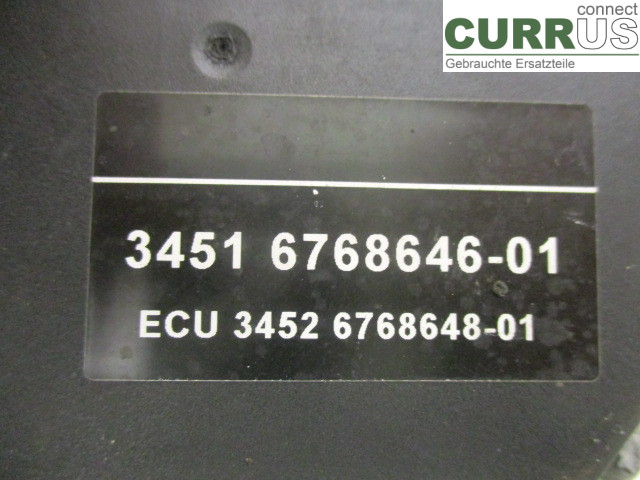 connect
CURRUS
Gebrauchte Ersatzteile
3451 6768646-01
ECU 3452 6768648-01